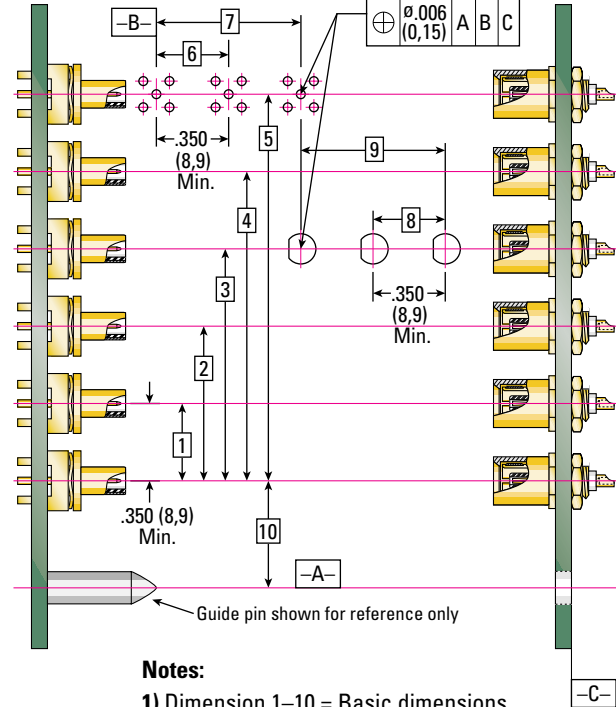 –B–
7
ø.006
(0,15)
A
B
C
6
.350
(8,9)
Min.
5
9
4
8
3
.350
(8,9)
Min.
2
1
.350 (8,9)
Min.
10
–A–
Guide pin shown for reference only
Notes:
1) Dimension 1–10 = Basic dimensions
–C–